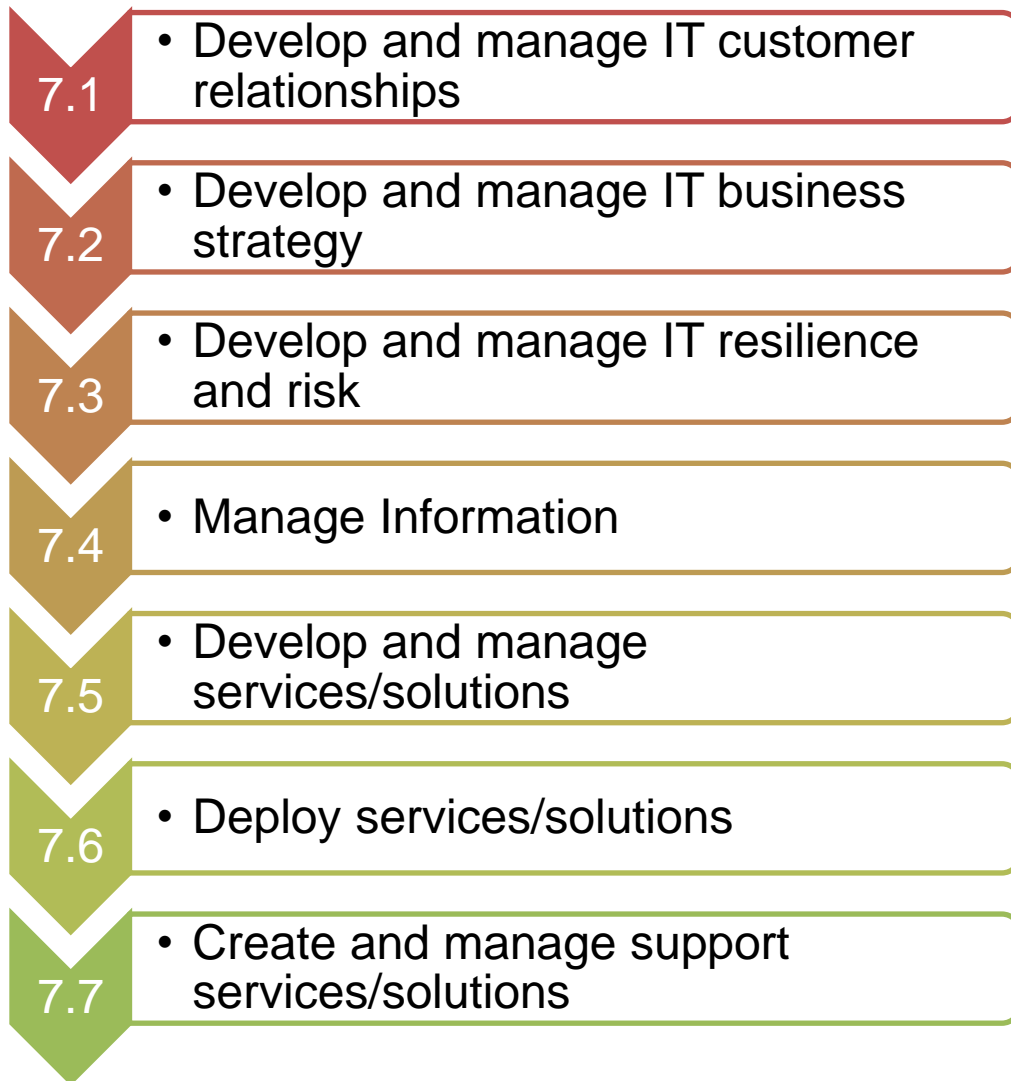 7.1
• Develop and manage IT customer
relationships
7.2
• Develop and manage IT business
strategy
7.3
• Develop and manage IT resilience
and risk
7.4
• Manage Information
7.5
• Develop and manage
services/solutions
7.6
• Deploy services/solutions
7.7
• Create and manage support
services/solutions